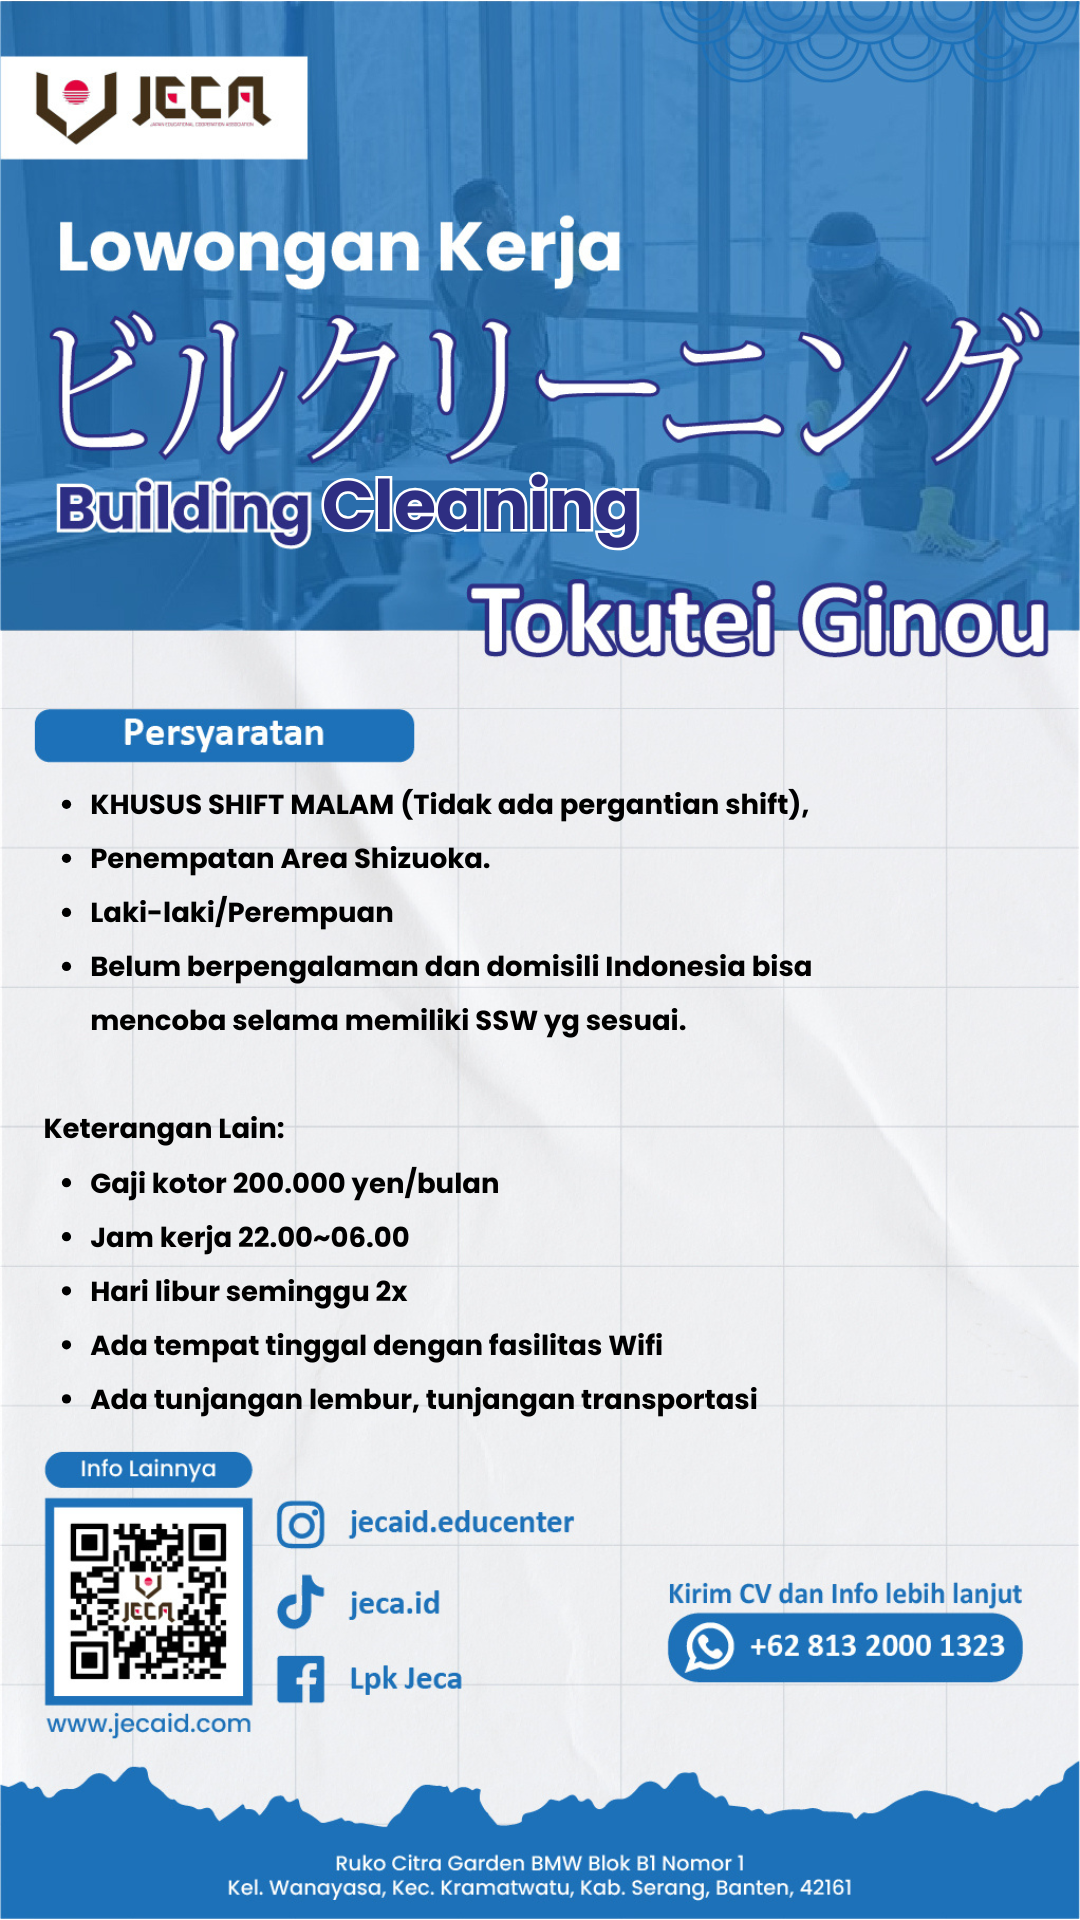 JECA
JAPAN EDUCATIONAL COOPERATION ASSOCIATION
Lowongan Kerja
ビルクリーニング
Building Cleaning
Tokutei Ginou
Persyaratan
• KHUSUS SHIFT MALAM (Tidak ada pergantian shift),
• Penempatan Area Shizuoka.
• Laki-laki/Perempuan
• Belum berpengalaman dan domisili Indonesia bisa
mencoba selama memiliki SSW yg sesuai.
Keterangan Lain:
• Gaji kotor 200.000 yen/bulan
• Jam kerja 22.00~06.00
• Hari libur seminggu 2x
• Ada tempat tinggal dengan fasilitas Wifi
• Ada tunjangan lembur, tunjangan transportasi
Info Lainnya
JECA
www.jecaid.com
jecaid.educenter
jeca.id
Lpk Jeca
Kirim CV dan Info lebih lanjut
+62 813 2000 1323
Ruko Citra Garden BMW Blok B1 Nomor 1
Kel. Wanayasa, Kec. Kramatwatu, Kab. Serang, Banten, 42161